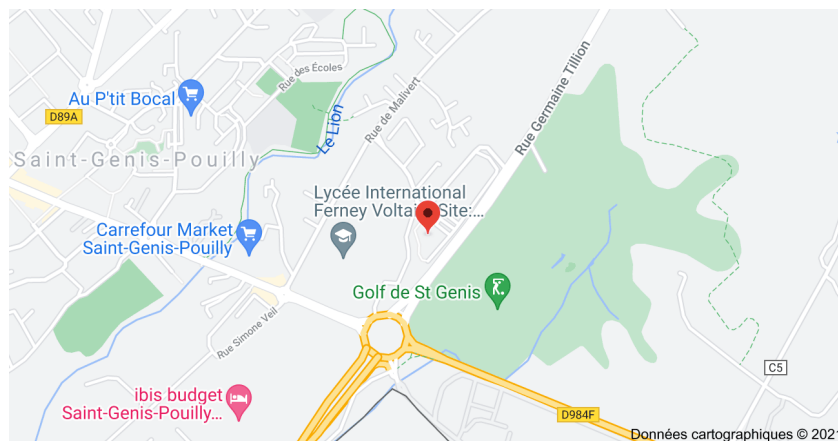 Rue des Écoles
Au P'tit Bocal
D89A
Le Lion
Rue de Malivert
Rue Germaine Tillion
Saint-Genis-Pouilly
Lycée International
Ferney Voltaire Site:...
Carrefour Market
Saint-Genis-Pouilly
Golf de St Genis
Rue Simone Veil
C5
ibis budget
Saint-Genis-Pouilly...
D984F
Données cartographiques © 202